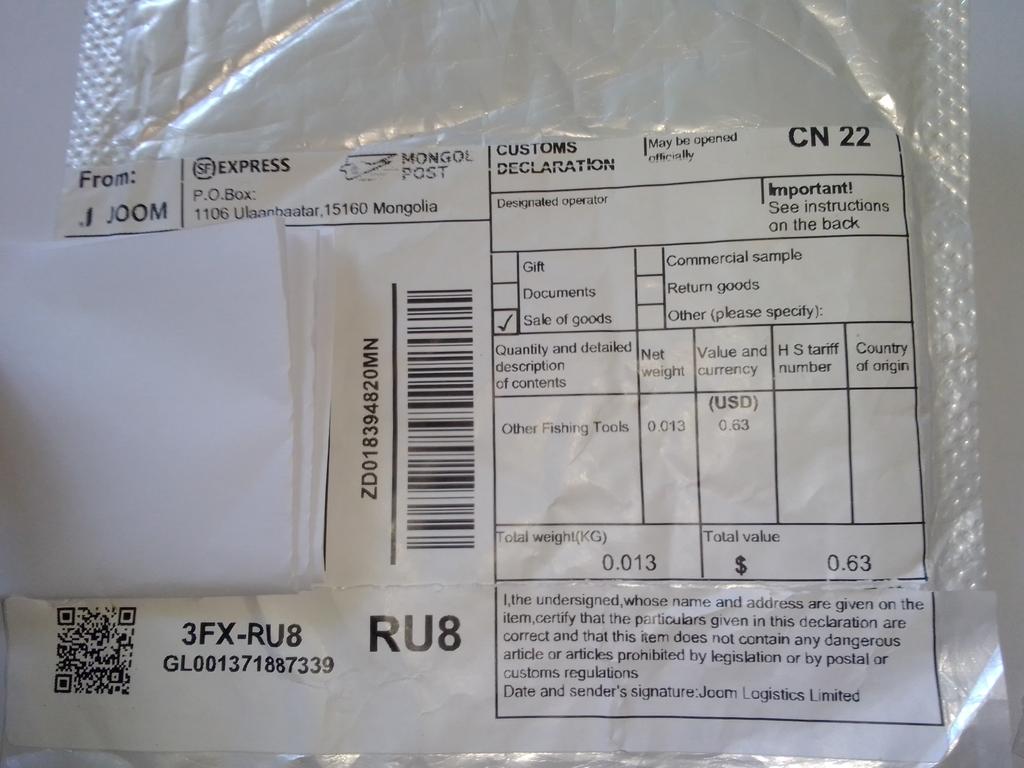 From:
J JOOM
SF EXPRESS
MONGOL
POST
P.O.Box:
1106 Ulaanbaatar,15160 Mongolia
CUSTOMS
DECLARATION
May be opened
officially
CN 22
Designated operator
Important!
See instructions
on the back
Gift
Documents
✓ Sale of goods
Commercial sample
Return goods
Other (please specify):
Quantity and detailed
description
of contents
Net
weight
Value and
currency
H S tariff
number
Country
of origin
(USD)
Other Fishing Tools 0.013 0.63
Total weight(KG)
0.013
Total value
$ 0.63
ZD018394820MN
3FX-RU8
GL001371887339
RU8
I,the undersigned,whose name and address are given on the
item,certify that the particulars given in this declaration are
correct and that this item does not contain any dangerous
article or articles prohibited by legislation or by postal or
customs regulations
Date and sender's signature:Joom Logistics Limited